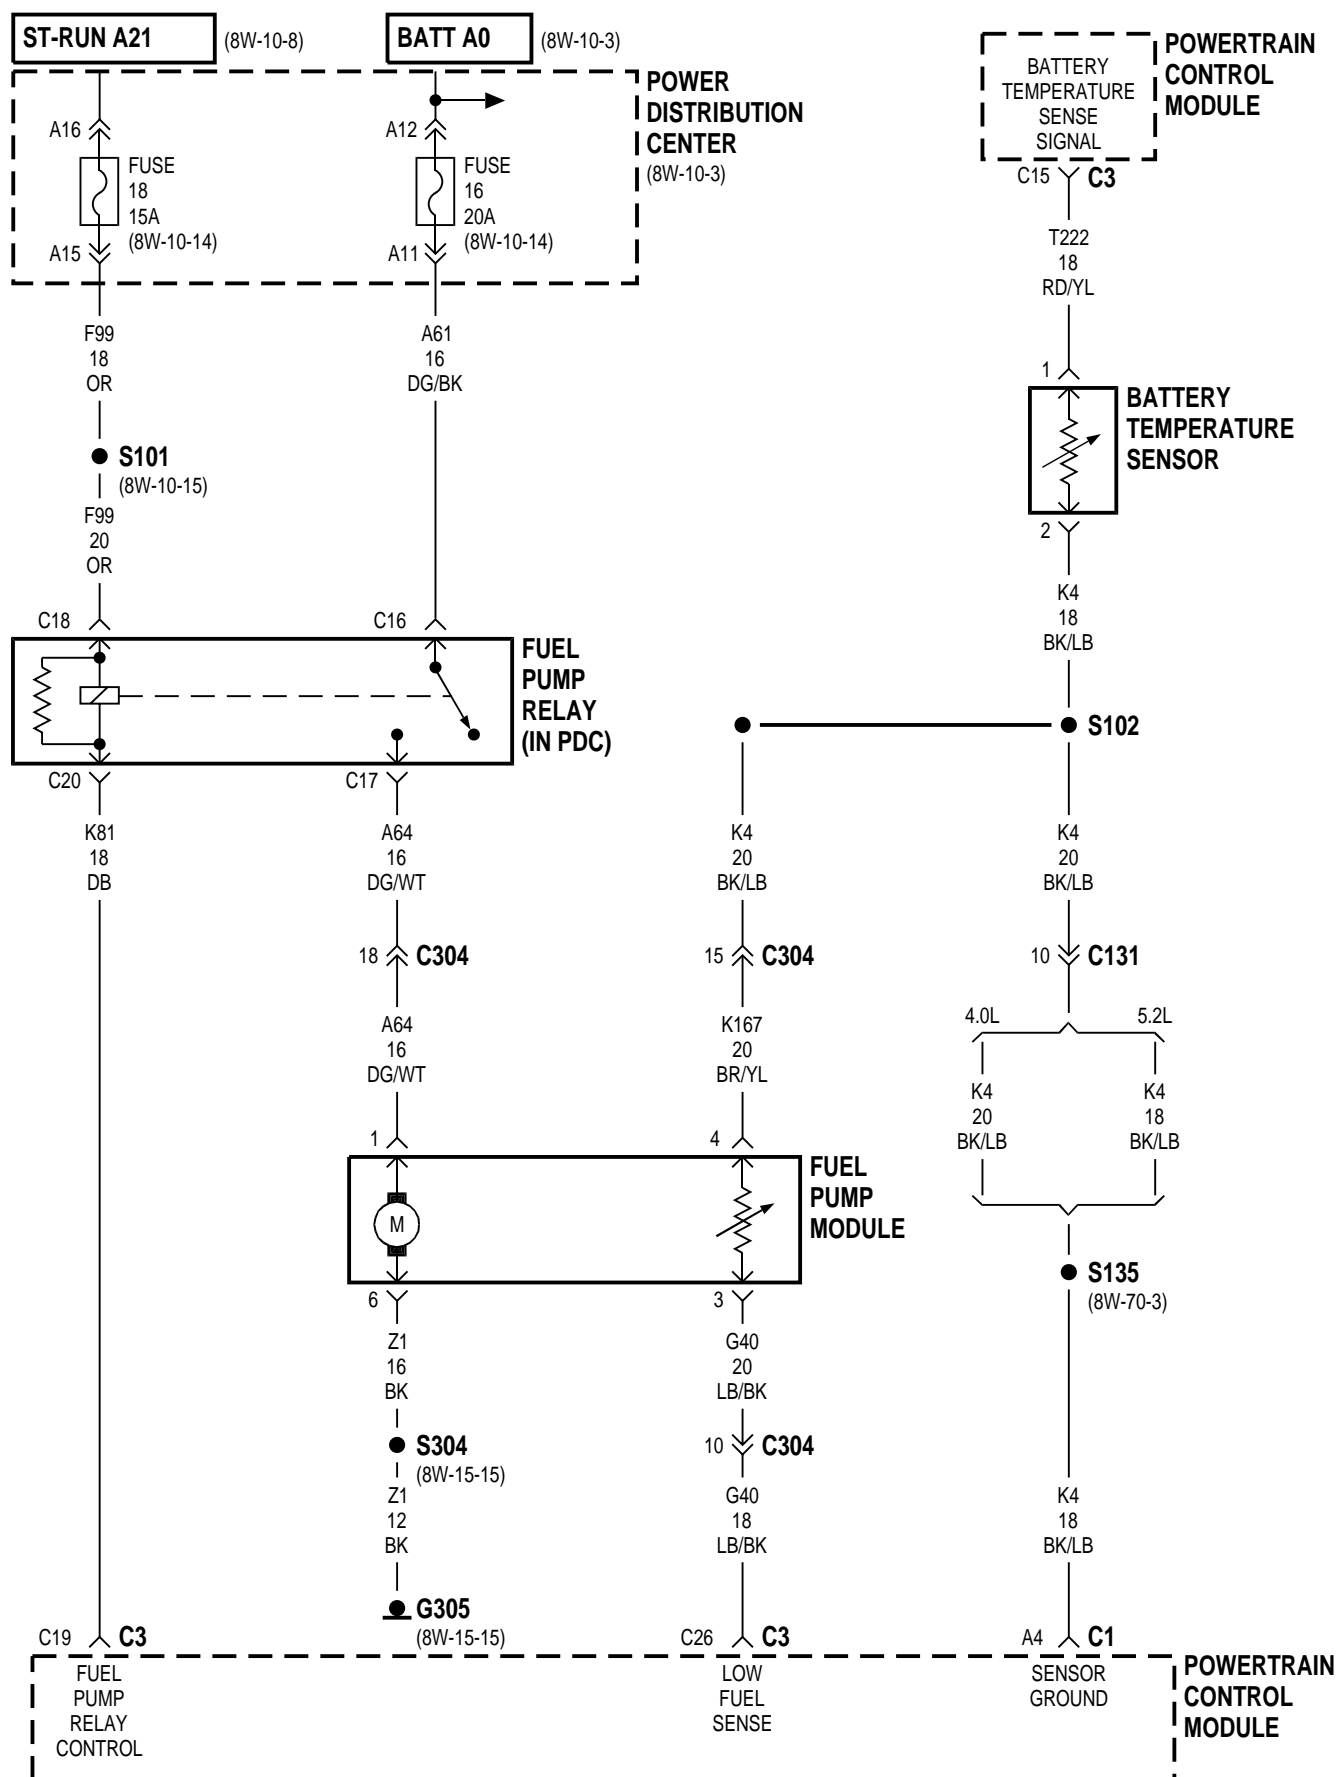 ST-RUN A21
(8W-10-8)
BATT A0
(8W-10-3)
POWER
DISTRIBUTION
CENTER
(8W-10-3)
A16
FUSE
18
15A
(8W-10-14)
A15
A12
FUSE
16
20A
(8W-10-14)
A11
BATTERY
TEMPERATURE
SENSE
SIGNAL
POWERTRAIN
CONTROL
MODULE
C15
C3
T222
18
RD/YL
1
BATTERY
TEMPERATURE
SENSOR
2
K4
18
BK/LB
F99
18
OR
S101
(8W-10-15)
F99
20
OR
A61
16
DG/BK
C18
C16
FUEL
PUMP
RELAY
(IN PDC)
C20
C17
S102
K81
18
DB
A64
16
DG/WT
K4
20
BK/LB
K4
20
BK/LB
18
C304
15
C304
10
C131
A64
16
DG/WT
K167
20
BR/YL
4.0L
5.2L
K4
20
BK/LB
K4
18
BK/LB
1
4
FUEL
PUMP
MODULE
M
6
3
S135
(8W-70-3)
Z1
16
BK
G40
20
LB/BK
S304
(8W-15-15)
10
C304
Z1
12
BK
G40
18
LB/BK
K4
18
BK/LB
G305
(8W-15-15)
C19
C3
C26
C3
A4
C1
FUEL
PUMP
RELAY
CONTROL
LOW
FUEL
SENSE
SENSOR
GROUND
POWERTRAIN
CONTROL
MODULE